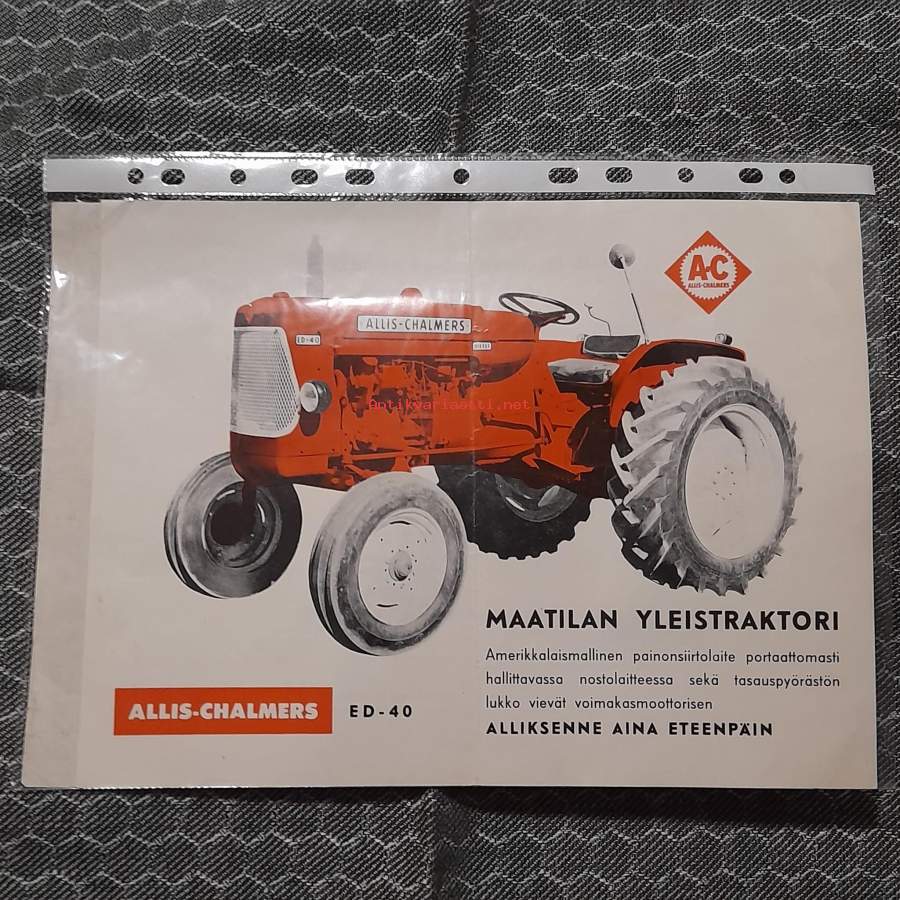 A-C
ALLIS-CHALMERS
ALLIS-CHALMERS
ED-40
DIESEL
Antikvariaatti.net
MAATILAN YLEISTRAKTORI
Amerikkalaismallinen painonsiirtolaite portaattomasti
hallittavassa nostolaitteessa sekä tasauspyörästön
lukko vievät voimakasmoottorisen
ALLIKSENNE AINA ETEENPÄIN
ALLIS-CHALMERS ED-40